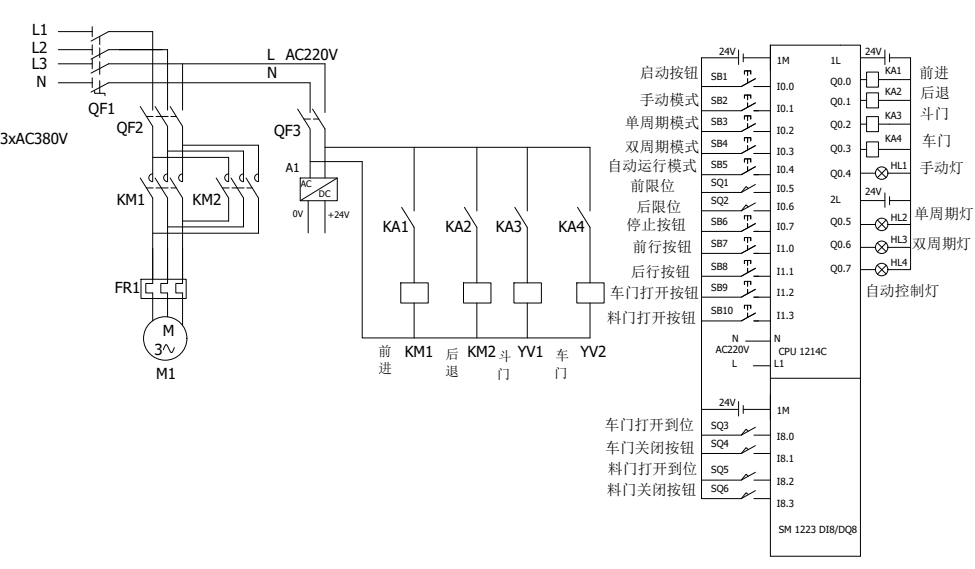 L1
L2
L3
N
QF1
3xAC380V
QF2
KM1
KM2
FR1
M
3
M1
L AC220V
N
QF3
A1
AC
DC
0V
+24V
KA1
KA2
KA3
KA4
前进 KM1
后退 KM2
斗门 YV1
车门 YV2
24V
1M
启动按钮 SB1 I0.0
手动模式 SB2 I0.1
单周期模式 SB3 I0.2
双周期模式 SB4 I0.3
自动运行模式 SB5 I0.4
前限位 SQ1 I0.5
后限位 SQ2 I0.6
停止按钮 SB6 I0.7
前行按钮 SB7 I1.0
后行按钮 SB8 I1.1
车门打开按钮 SB9 I1.2
料门打开按钮 SB10 I1.3
N N
AC220V
L L1
CPU 1214C
1L 24V
Q0.0 KA1 前进
Q0.1 KA2 后退
Q0.2 KA3 斗门
Q0.3 KA4 车门
Q0.4 HL1 手动灯
2L 24V
Q0.5 HL2 单周期灯
Q0.6 HL3 双周期灯
Q0.7 HL4
自动控制灯
24V
1M
车门打开到位 SQ3 I8.0
车门关闭按钮 SQ4 I8.1
料门打开到位 SQ5 I8.2
料门关闭按钮 SQ6 I8.3
SM 1223 DI8/DQ8